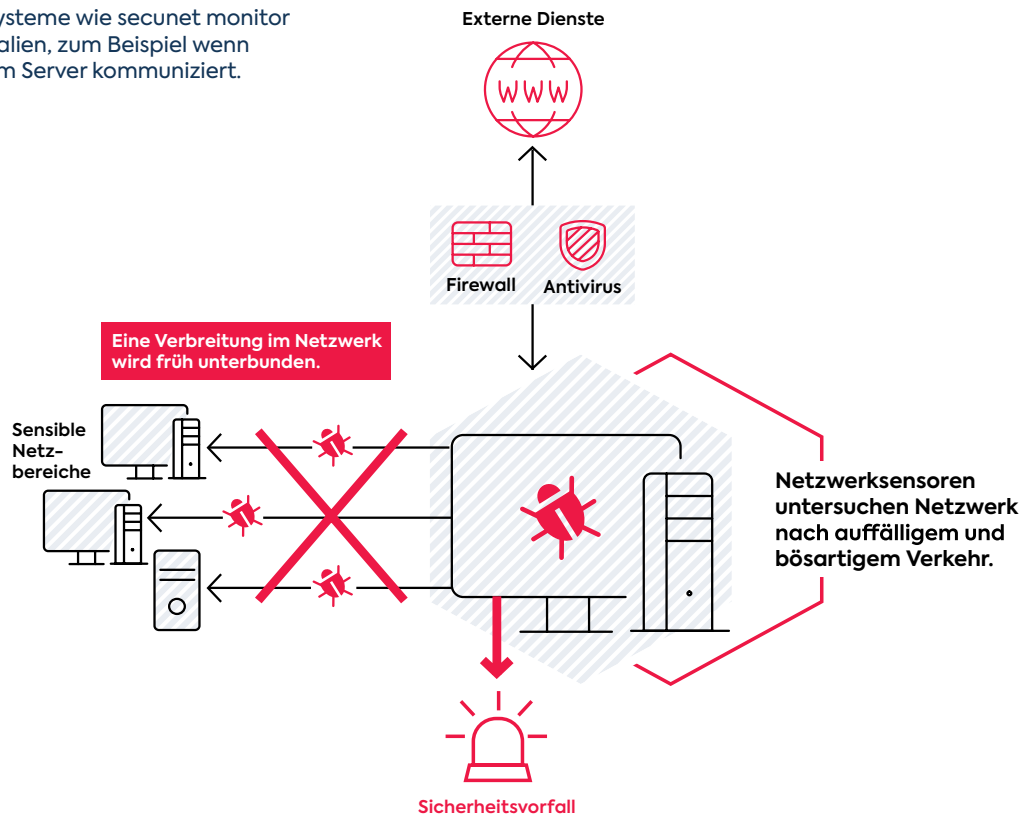 ysteme wie secunet monitor
alien, zum Beispiel wenn
m Server kommuniziert.
Externe Dienste
WWW
Firewall
Antivirus
Eine Verbreitung im Netzwerk
wird früh unterbunden.
Sensible
Netz-
bereiche
Netzwerksensoren
untersuchen Netzwerk
nach auffälligem und
bösartigem Verkehr.
Sicherheitsvorfall